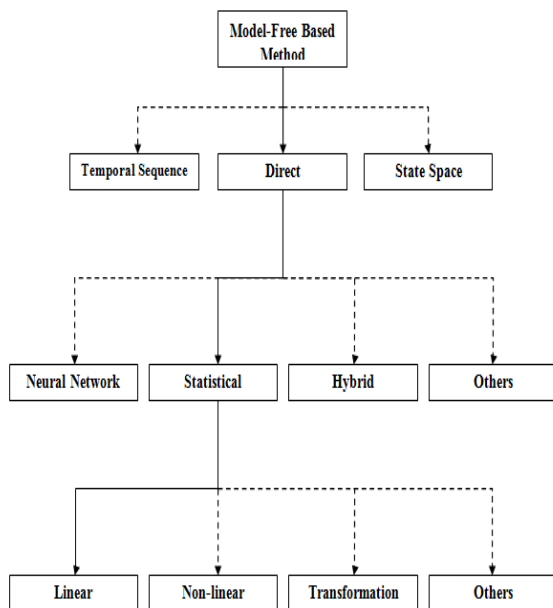 Model-Free Based
Method
Temporal Sequence
Direct
State Space
Neural Network
Statistical
Hybrid
Others
Linear
Non-linear
Transformation
Others